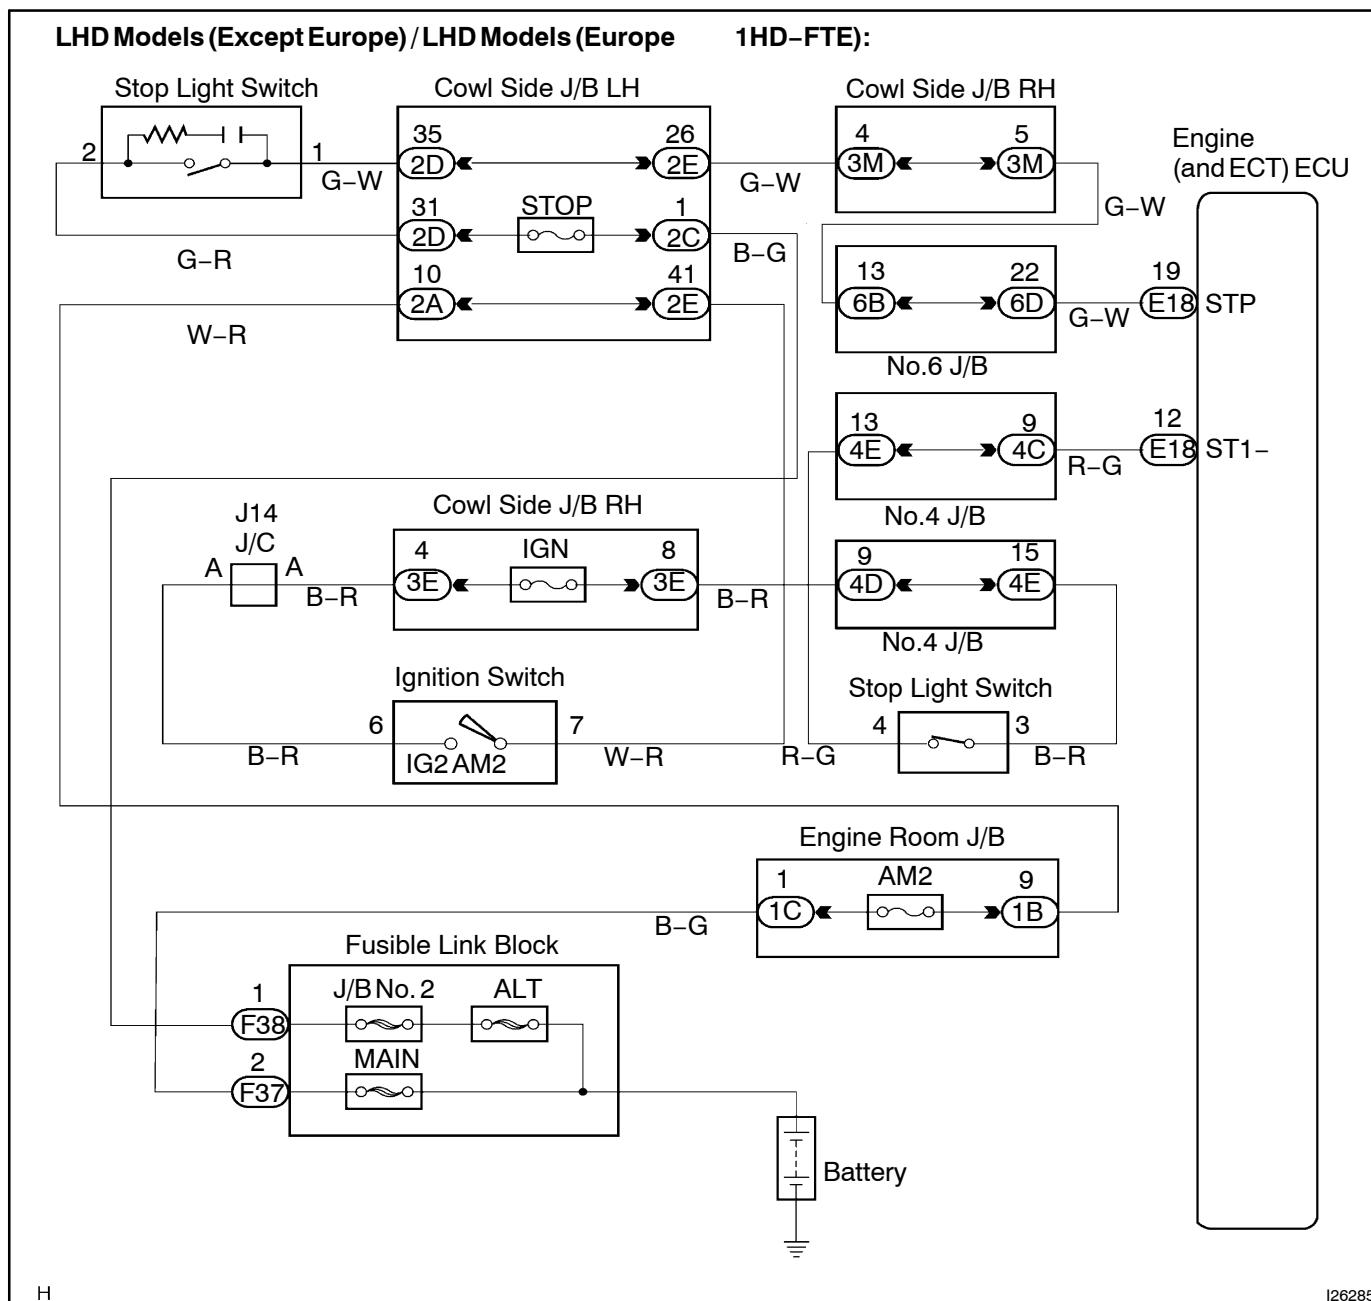 LHD Models (Except Europe) / LHD Models (Europe 1HD–FTE):
Stop Light Switch
Cowl Side J/B LH
Cowl Side J/B RH
Engine
(and ECT) ECU
2
1
G–W
35
2D
26
2E
G–W
4
3M
5
3M
G–W
G–R
31
2D
STOP
1
2C
B–G
10
2A
41
2E
W–R
13
6B
22
6D
G–W
19
E18
STP
No.6 J/B
13
4E
9
4C
R–G
12
E18
ST1–
No.4 J/B
J14
J/C
A
A
B–R
Cowl Side J/B RH
4
3E
IGN
8
3E
B–R
9
4D
15
4E
No.4 J/B
Ignition Switch
6
7
B–R
IG2 AM2
W–R
Stop Light Switch
4
3
R–G
B–R
Engine Room J/B
1
1C
AM2
9
1B
B–G
Fusible Link Block
1
F38
J/B No. 2
ALT
2
F37
MAIN
Battery
H
I26285